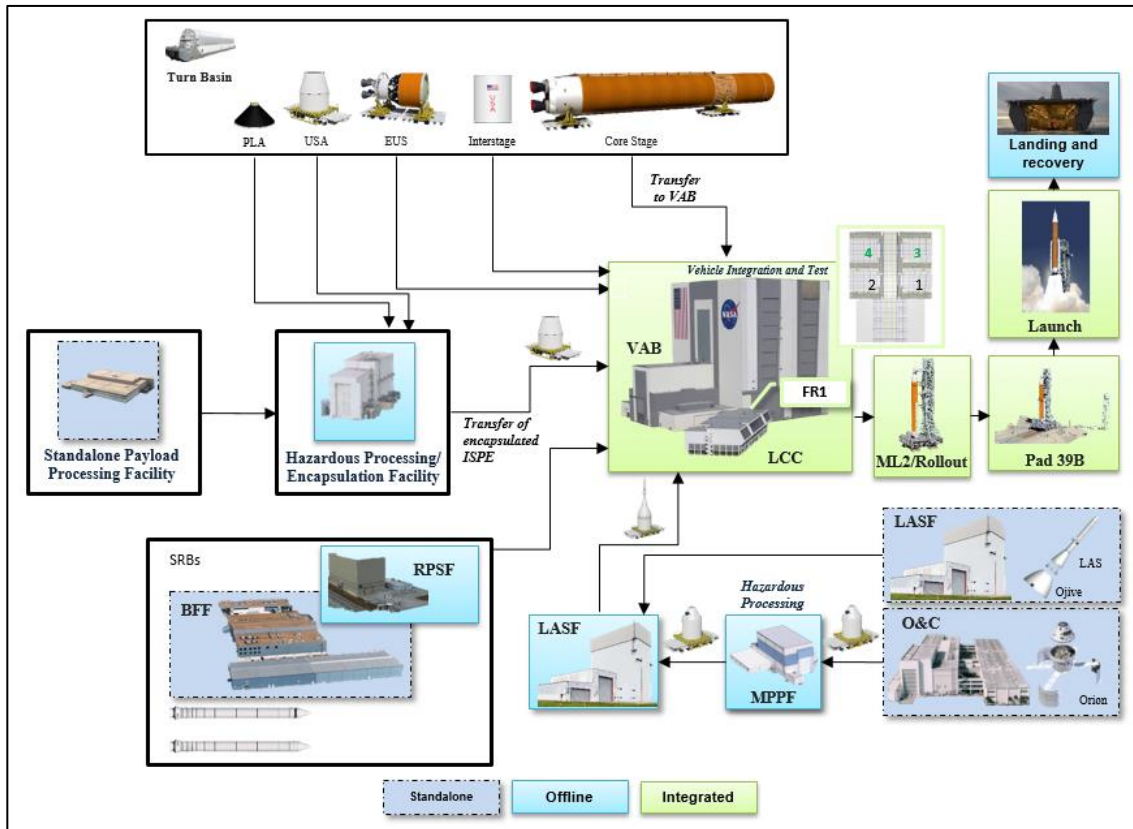 Turn Basin
PLA
USA
EUS
Interstage
Core Stage
Transfer
to VAB
Landing and
recovery
Vehicle Integration and Test
4
3
2
1
NASA
VAB
FR1
LCC
Launch
ML2/Rollout
Pad 39B
Standalone Payload
Processing Facility
Hazardous Processing/
Encapsulation Facility
Transfer of
encapsulated
ISPE
SRBs
RPSF
BFF
LASF
Hazardous
Processing
MPPF
LASF
LAS
Ojive
O&C
Orion
Standalone
Offline
Integrated